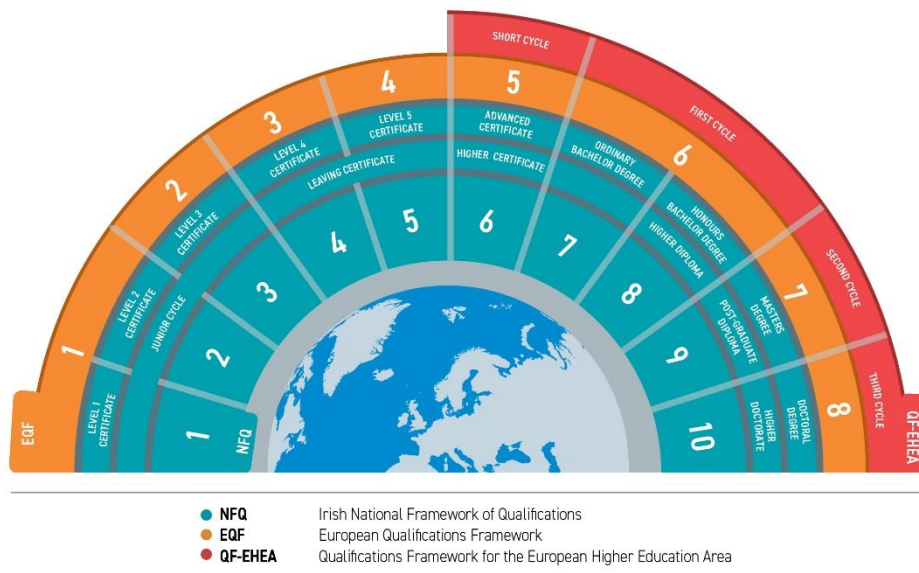 SHORT CYCLE
FIRST CYCLE
SECOND CYCLE
THIRD CYCLE
QF-EHEA
EQF
1
2
3
4
5
6
7
8
LEVEL 1
CERTIFICATE
LEVEL 2
CERTIFICATE
LEVEL 3
CERTIFICATE
LEVEL 4
CERTIFICATE
LEVEL 5
CERTIFICATE
ADVANCED
CERTIFICATE
ORDINARY
BACHELOR DEGREE
HONOURS
BACHELOR DEGREE
MASTERS
DEGREE
DOCTORAL
DEGREE
JUNIOR CYCLE
LEAVING CERTIFICATE
HIGHER CERTIFICATE
HIGHER DIPLOMA
POST-GRADUATE
DIPLOMA
HIGHER
DOCTORATE
NFQ
1
2
3
4
5
6
7
8
9
10
NFQ Irish National Framework of Qualifications
EQF European Qualifications Framework
QF-EHEA Qualifications Framework for the European Higher Education Area